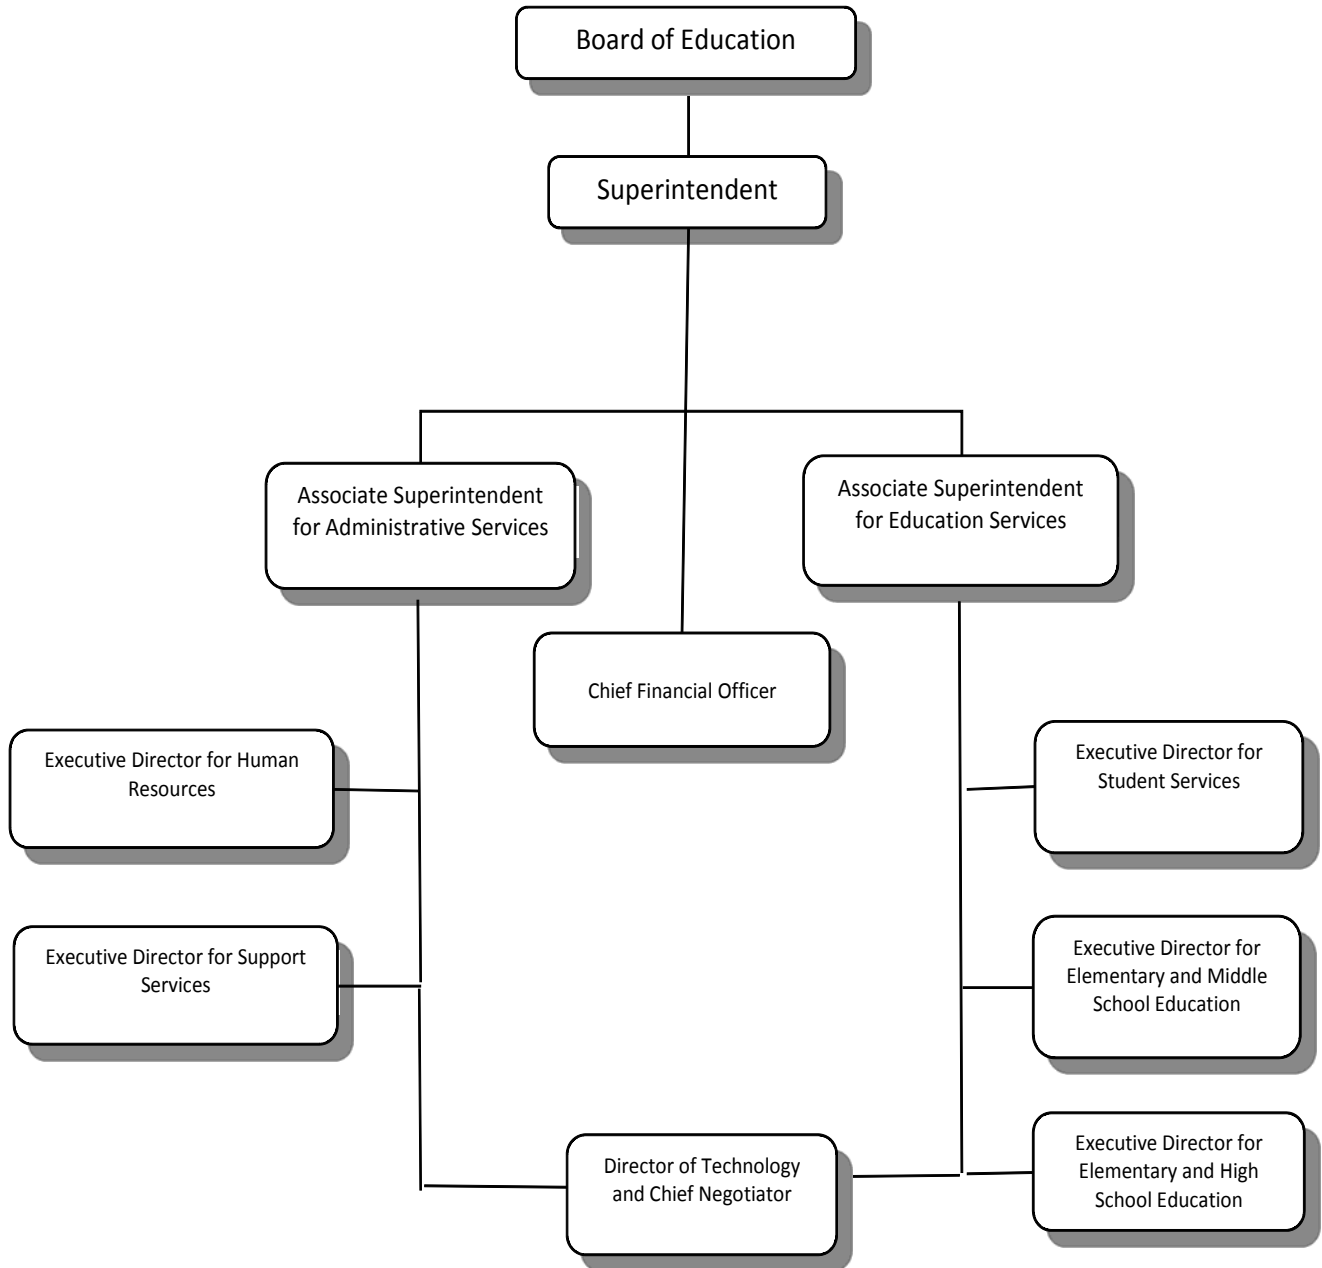 Board of Education
Superintendent
Associate Superintendent
for Administrative Services
Associate Superintendent
for Education Services
Chief Financial Officer
Executive Director for Human
Resources
Executive Director for
Student Services
Executive Director for Support
Services
Executive Director for
Elementary and Middle
School Education
Director of Technology
and Chief Negotiator
Executive Director for
Elementary and High
School Education